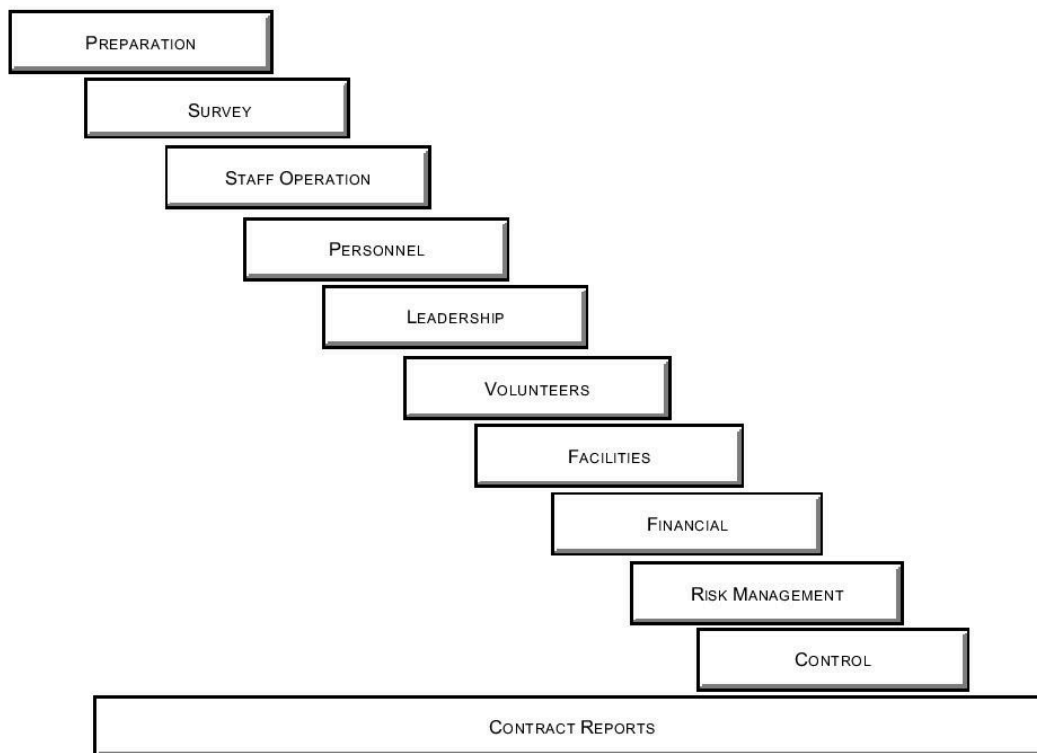 PREPARATION
SURVEY
STAFF OPERATION
PERSONNEL
LEADERSHIP
VOLUNTEERS
FACILITIES
FINANCIAL
RISK MANAGEMENT
CONTROL
CONTRACT REPORTS